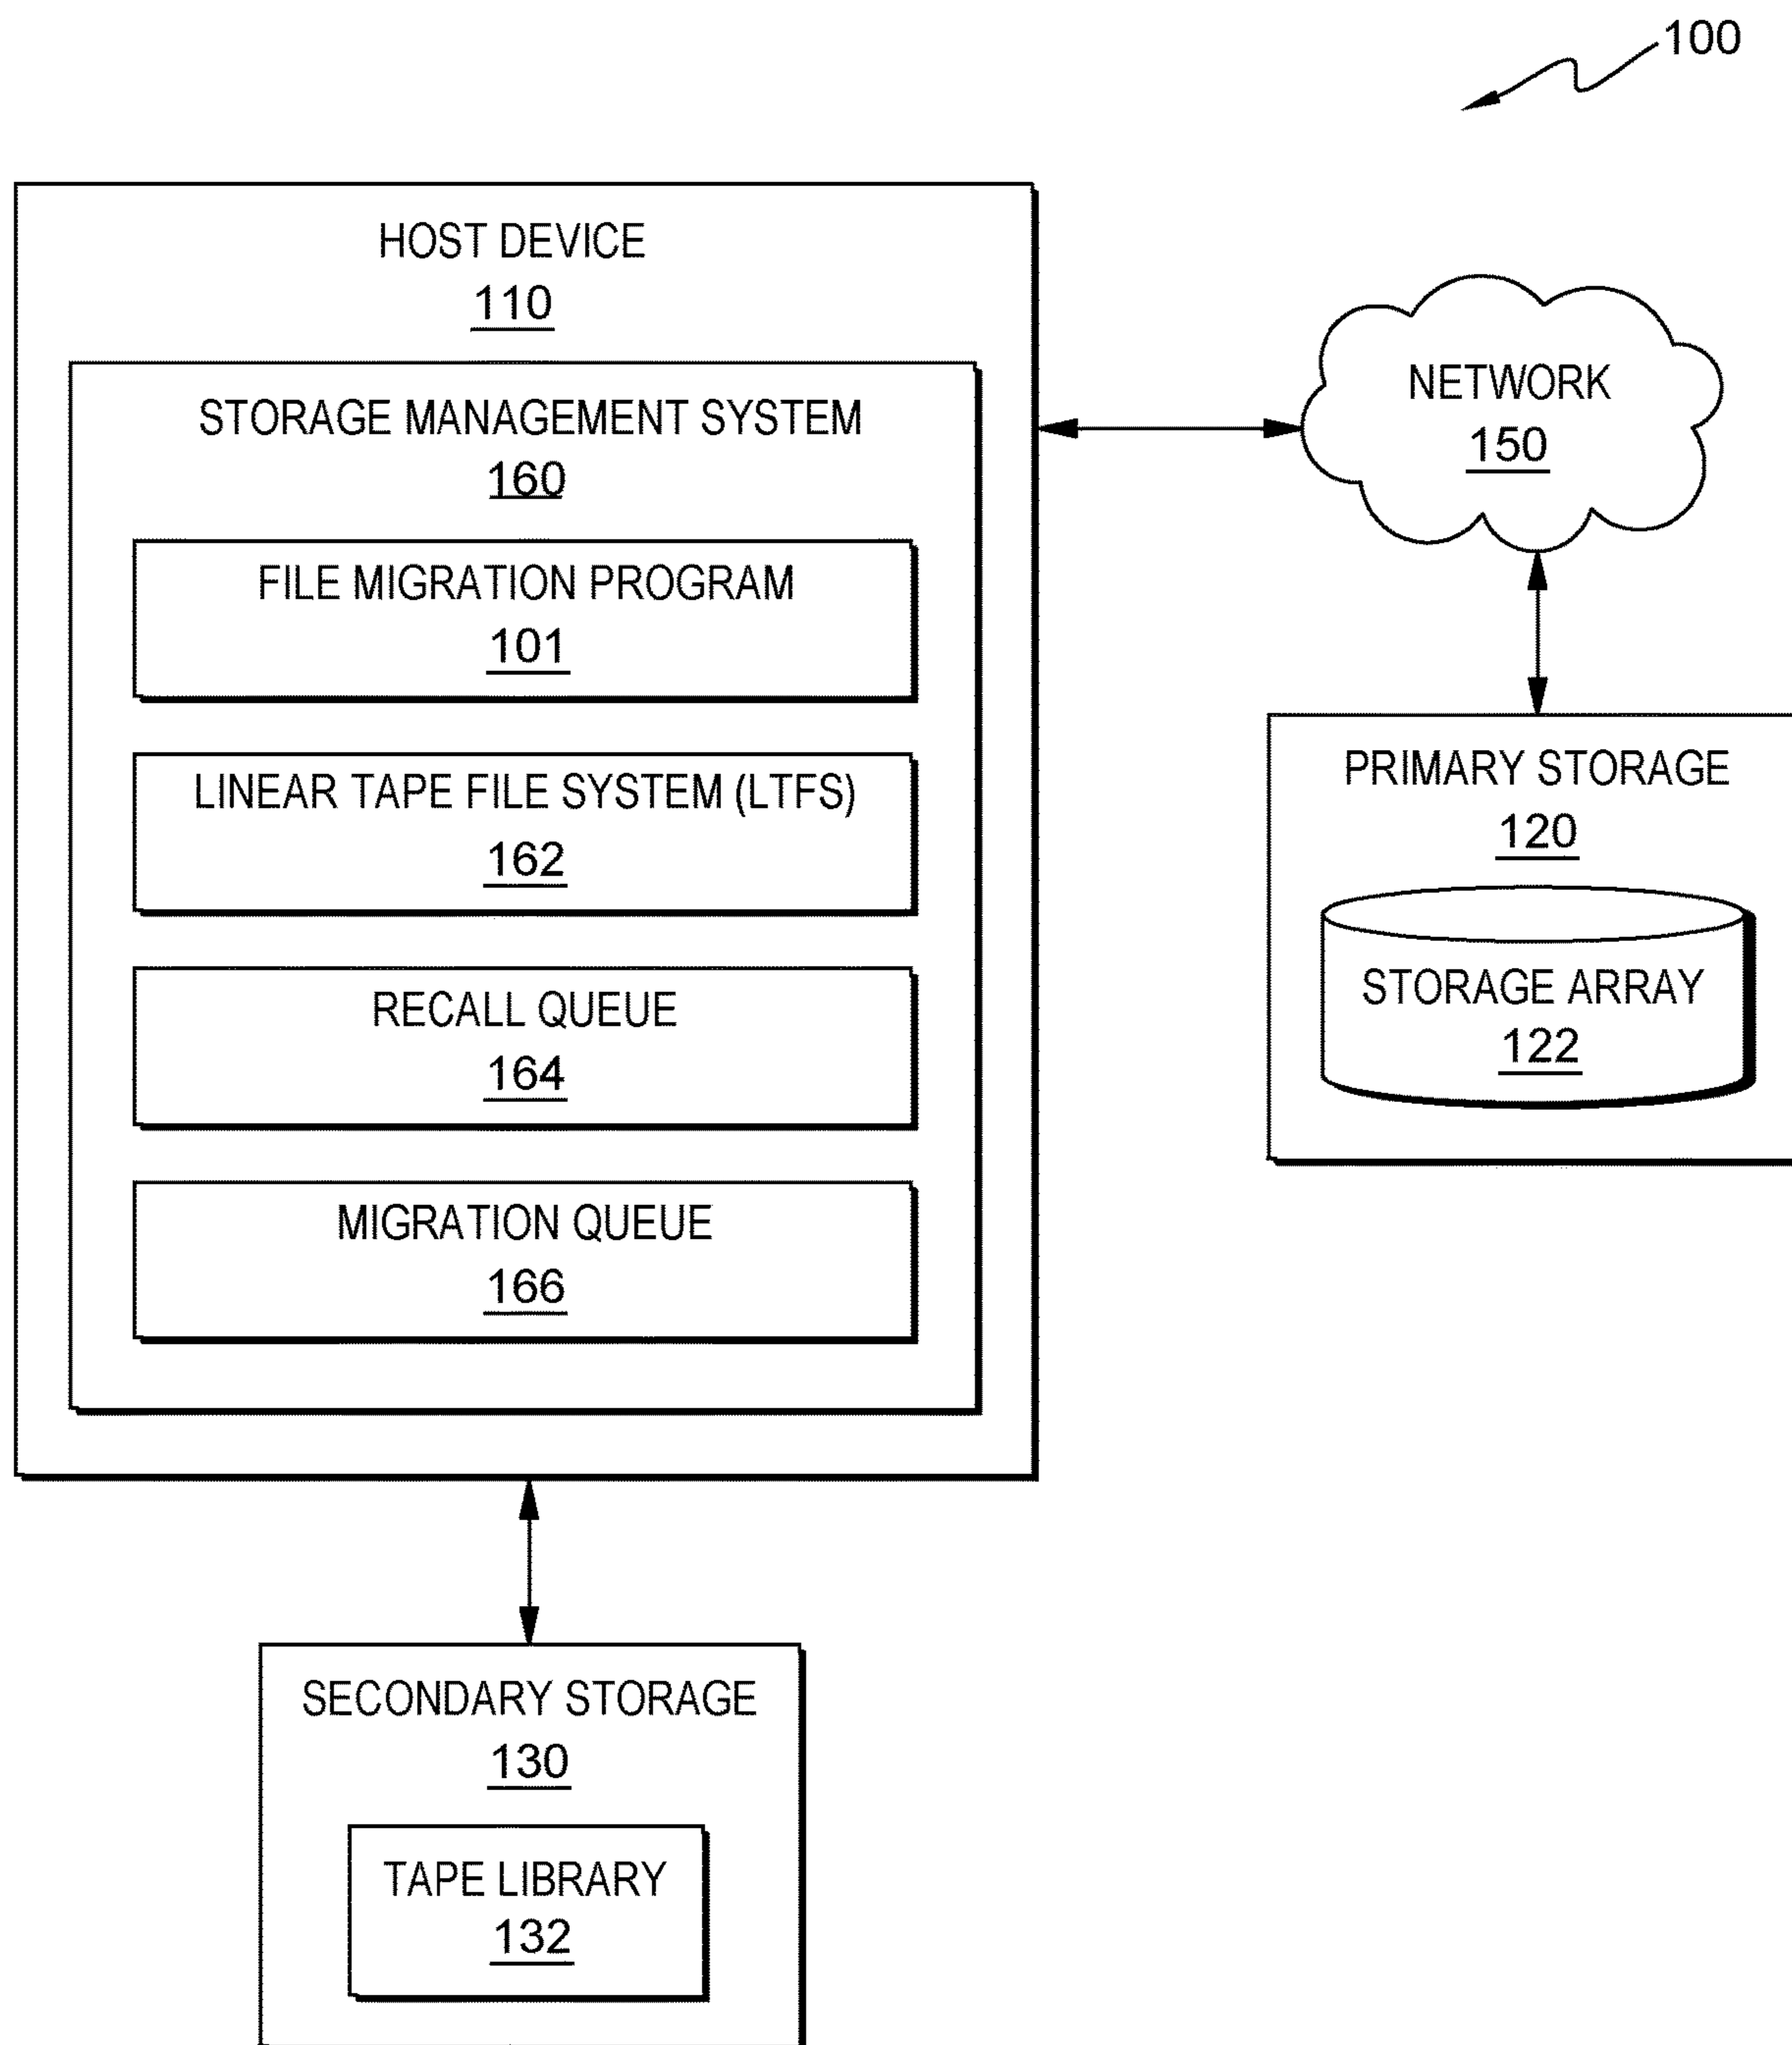 100
HOST DEVICE
110
STORAGE MANAGEMENT SYSTEM
160
FILE MIGRATION PROGRAM
101
LINEAR TAPE FILE SYSTEM (LTFS)
162
RECALL QUEUE
164
MIGRATION QUEUE
166
NETWORK
150
PRIMARY STORAGE
120
STORAGE ARRAY
122
SECONDARY STORAGE
130
TAPE LIBRARY
132